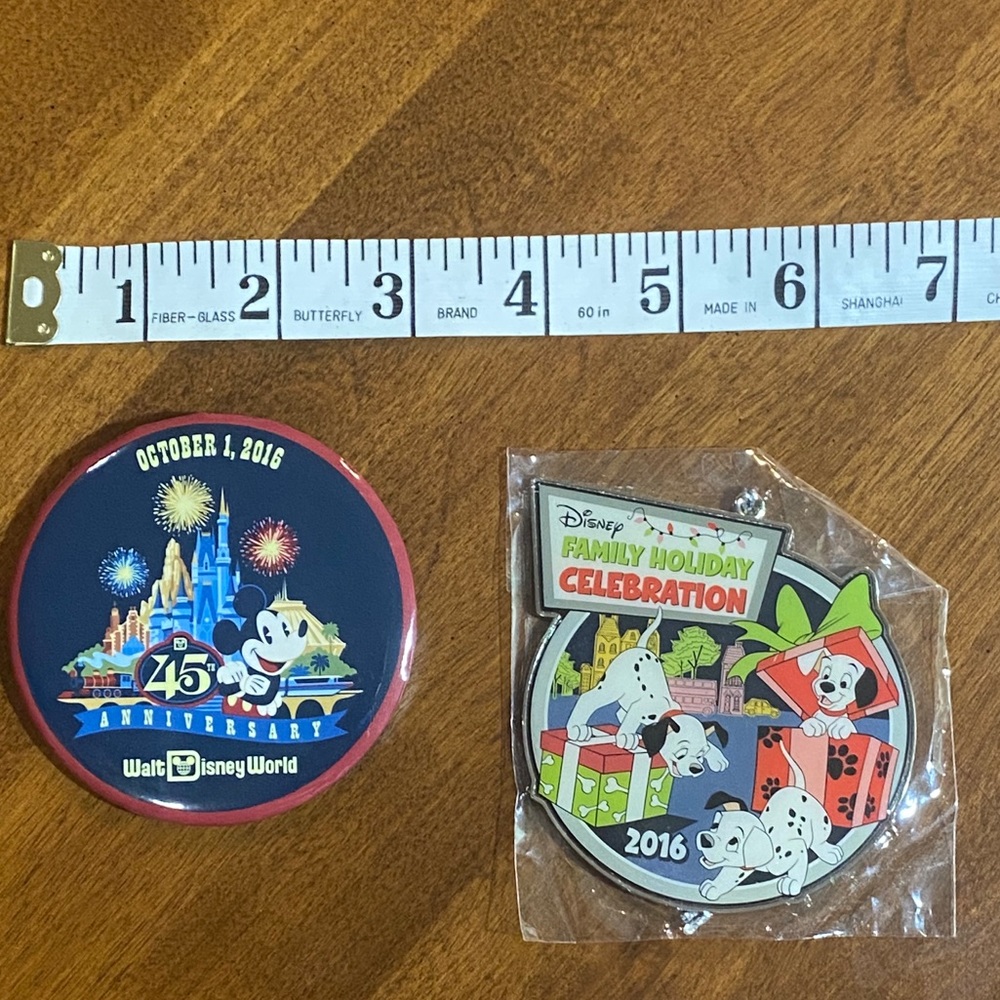 1 2 3 4 5 6 7
FIBER-GLASS BUTTERFLY BRAND 60 in MADE IN SHANGHAI CH
OCTOBER 1, 2016
45TH
ANNIVERSARY
Walt Disney World
Disney
FAMILY HOLIDAY
CELEBRATION
2016